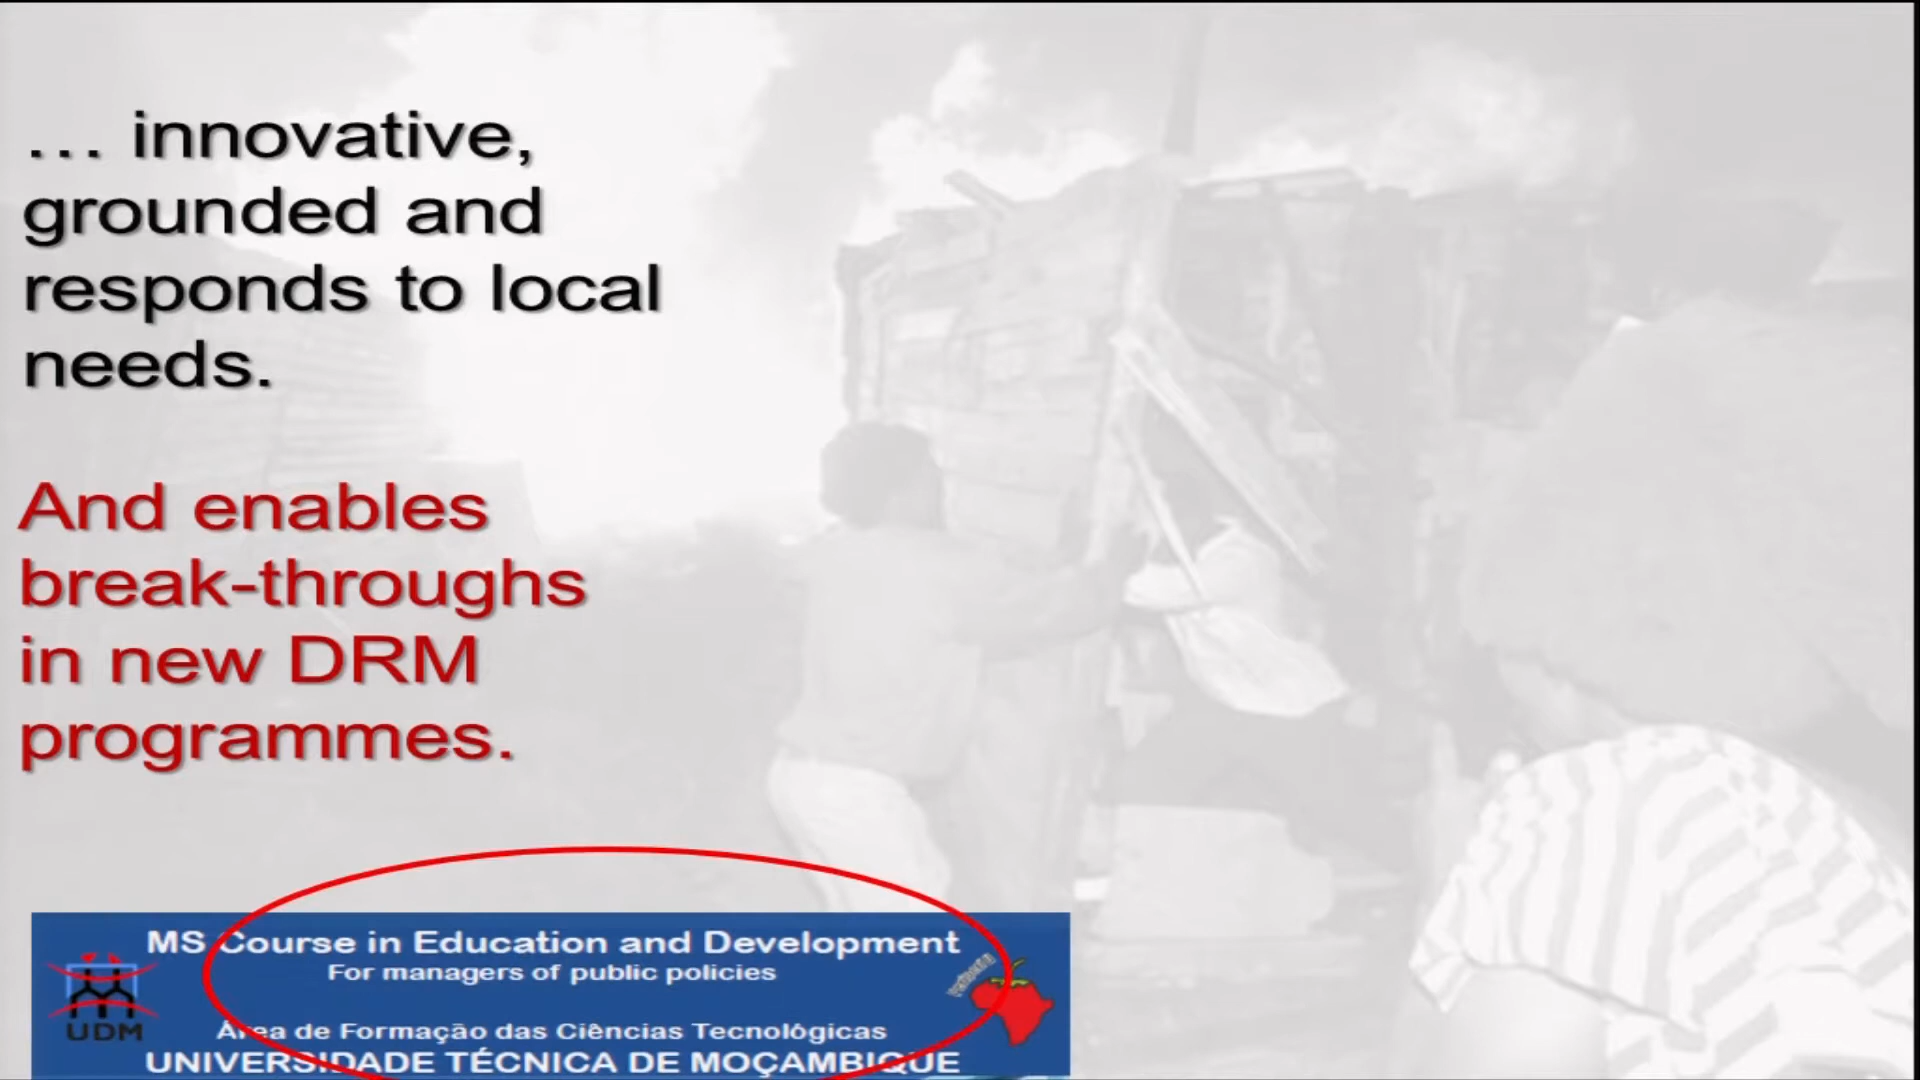 ... innovative,
grounded and
responds to local
needs.
And enables
break-throughs
in new DRM
programmes.
MS Course in Education and Development
For managers of public policies
UDM
Área de Formação das Ciências Tecnológicas
UNIVERSIDADE TÉCNICA DE MOÇAMBIQUE